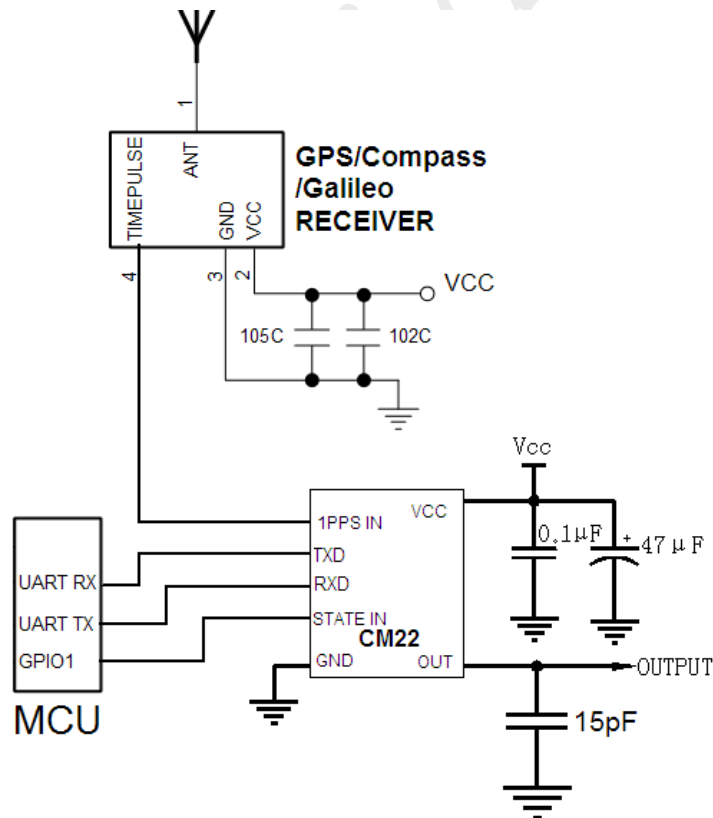 1
TIMEPULSE
ANT
GND
VCC
GPS/Compass
/Galileo
RECEIVER
4
3
2
VCC
105C
102C
Vcc
0.1μF
+
47μF
1PPS IN
VCC
TXD
RXD
STATE IN
CM22
GND
OUT
UART RX
UART TX
GPIO1
MCU
OUTPUT
15pF